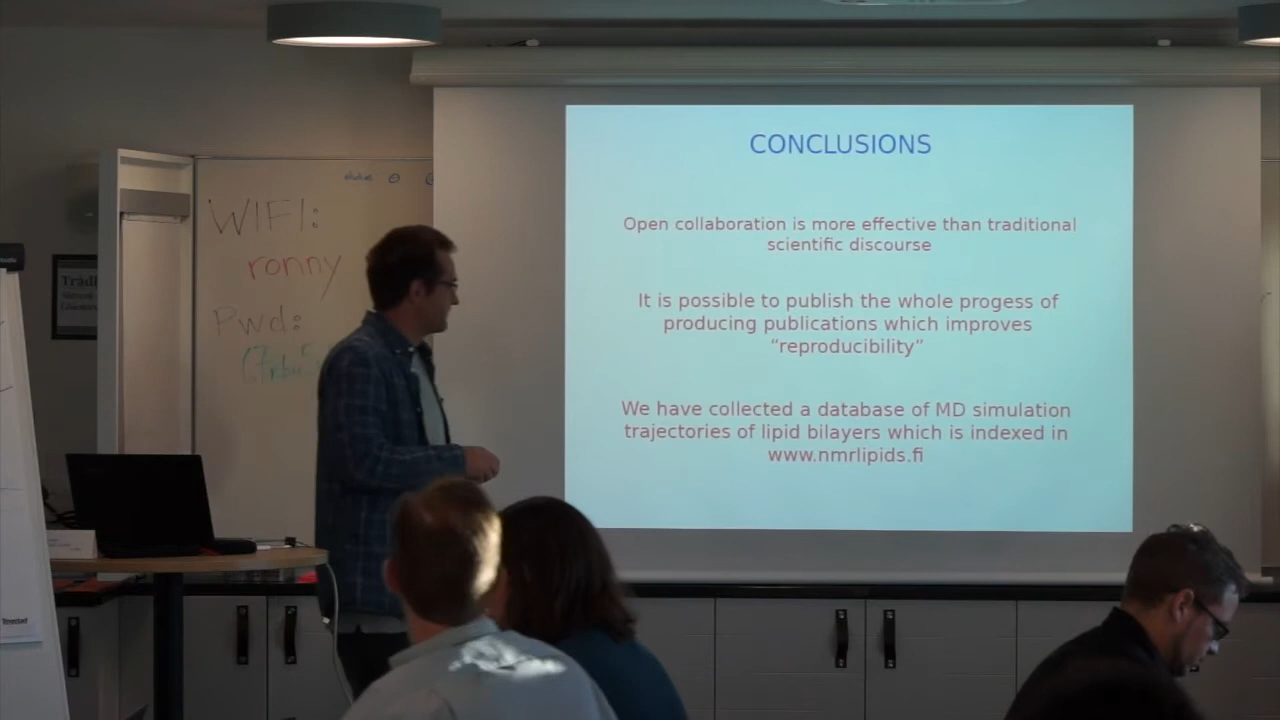 WIFI:
ronny
Pwd:
CONCLUSIONS
Open collaboration is more effective than traditional
scientific discourse
It is possible to publish the whole progess of
producing publications which improves
“reproducibility”
We have collected a database of MD simulation
trajectories of lipid bilayers which is indexed in
www.nmrlipids.fi